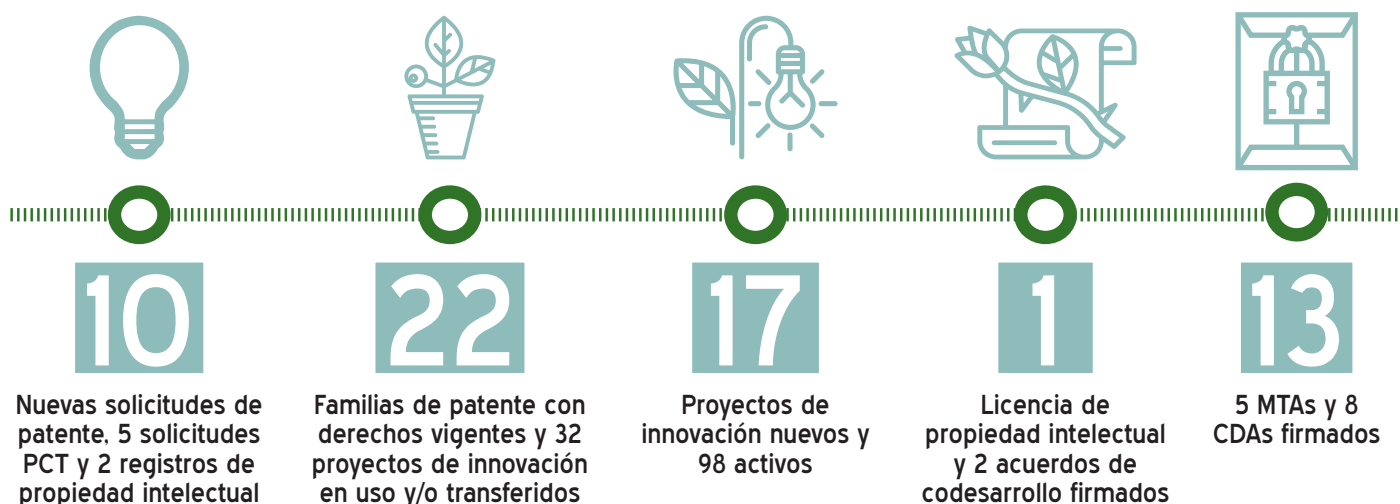 10
Nuevas solicitudes de
patente, 5 solicitudes
PCT y 2 registros de
propiedad intelectual
22
Familias de patente con
derechos vigentes y 32
proyectos de innovación
en uso y/o transferidos
17
Proyectos de
innovación nuevos y
98 activos
1
Licencia de
propiedad intelectual
y 2 acuerdos de
codesarrollo firmados
13
5 MTAs y 8
CDAs firmados